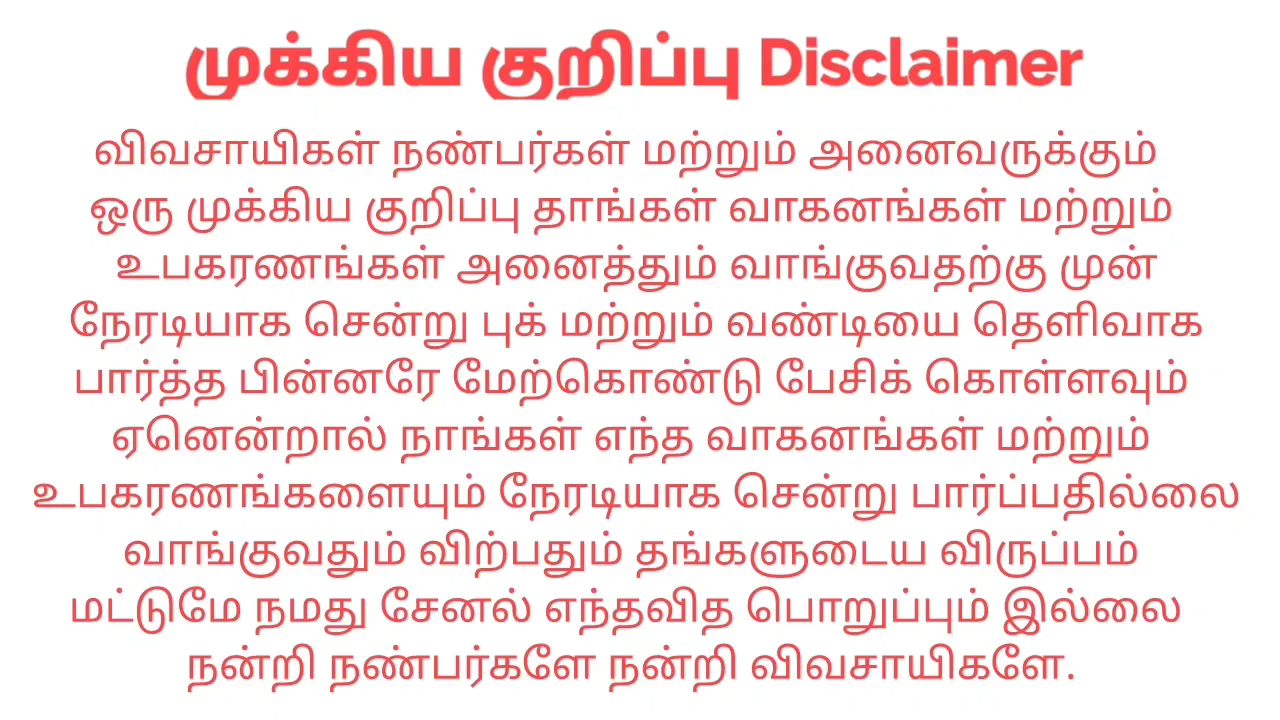 முக்கிய குறிப்பு Disclaimer
விவசாயிகள் நண்பர்கள் மற்றும் அனைவருக்கும்
ஒரு முக்கிய குறிப்பு தாங்கள் வாகனங்கள் மற்றும்
உபகரணங்கள் அனைத்தும் வாங்குவதற்கு முன்
நேரடியாக சென்று புக் மற்றும் வண்டியை தெளிவாக
பார்த்த பின்னரே மேற்கொண்டு பேசிக் கொள்ளவும்
ஏனென்றால் நாங்கள் எந்த வாகனங்கள் மற்றும்
உபகரணங்களையும் நேரடியாக சென்று பார்ப்பதில்லை
வாங்குவதும் விற்பதும் தங்களுடைய விருப்பம்
மட்டுமே நமது சேனல் எந்தவித பொறுப்பும் இல்லை
நன்றி நண்பர்களே நன்றி விவசாயிகளே.